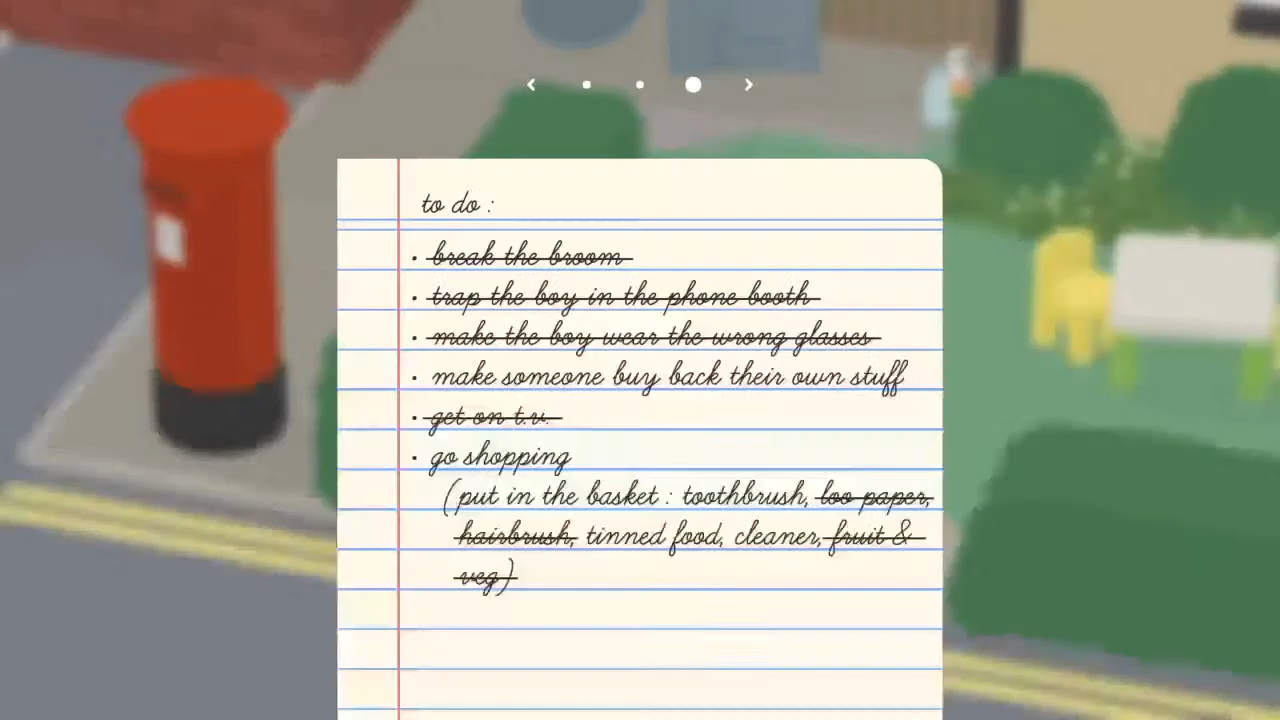 to do :
• break the broom
• trap the boy in the phone booth
• make the boy wear the wrong glasses
• make someone buy back their own stuff
• get on t.v.
• go shopping
(put in the basket : toothbrush, loo paper,
hairbrush, tinned food, cleaner, fruit &
veg)